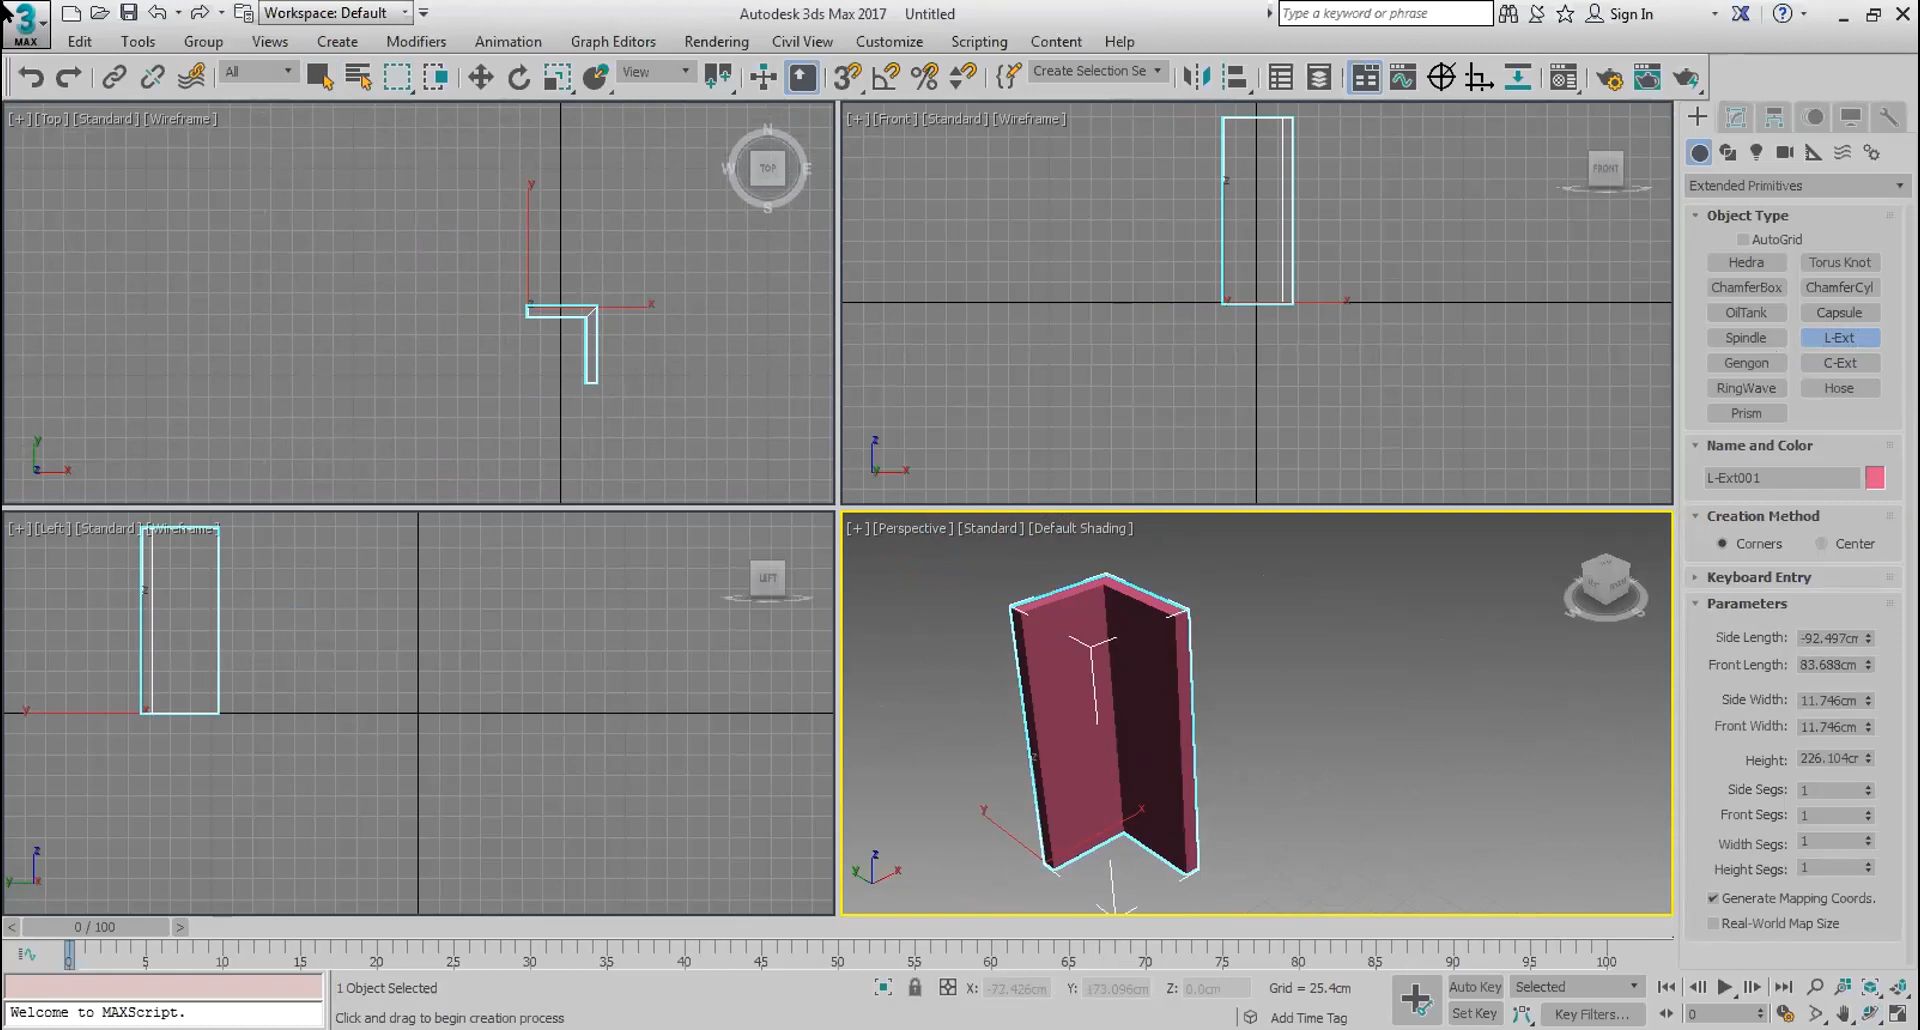 MAX
Workspace: Default
Autodesk 3ds Max 2017 Untitled
Type a keyword or phrase
Sign In
Edit Tools Group Views Create Modifiers Animation Graph Editors Rendering Civil View Customize Scripting Content Help
All
View
Create Selection Se
[+] [Top] [Standard] [Wireframe]
N
W TOP E
S
y
x
y
z x
[+] [Front] [Standard] [Wireframe]
FRONT
z
x
z
y x
[+] [Left] [Standard] [Wireframe]
LEFT
z
y x
z
y x
[+] [Perspective] [Standard] [Default Shading]
y x
z
y x
Extended Primitives
Object Type
AutoGrid
Hedra Torus Knot
ChamferBox ChamferCyl
OilTank Capsule
Spindle L-Ext
Gengon C-Ext
RingWave Hose
Prism
Name and Color
L-Ext001
Creation Method
Corners Center
Keyboard Entry
Parameters
Side Length: -92.497cm
Front Length: 83.688cm
Side Width: 11.746cm
Front Width: 11.746cm
Height: 226.104cr
Side Segs: 1
Front Segs: 1
Width Segs: 1
Height Segs: 1
Generate Mapping Coords.
Real-World Map Size
< 0 / 100 >
0 5 10 15 20 25 30 35 40 45 50 55 60 65 70 75 80 85 90 95 100
Welcome to MAXScript.
1 Object Selected
Click and drag to begin creation process
X: -72.426cm Y: 173.096cm Z: 0.0cm Grid = 25.4cm
Add Time Tag
Auto Key Selected
Set Key Key Filters...
0